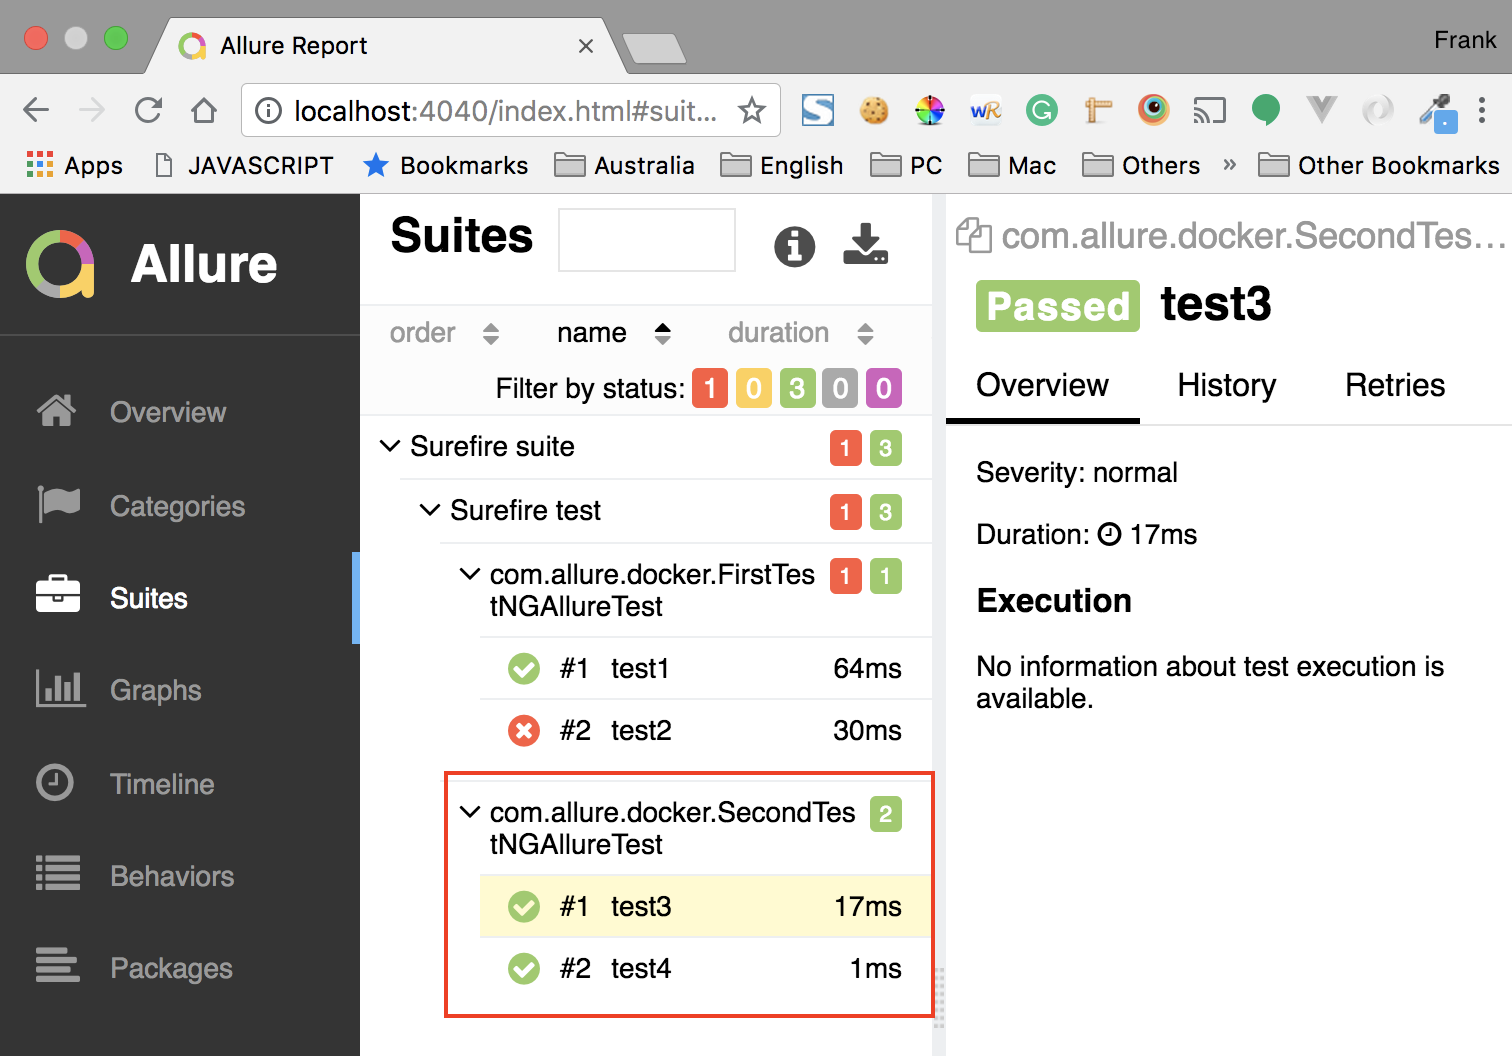 Allure Report
Frank
localhost:4040/index.html#suit...
Apps
JAVASCRIPT
Bookmarks
Australia
English
PC
Mac
Others
»
Other Bookmarks
Allure
Overview
Categories
Suites
Graphs
Timeline
Behaviors
Packages
Suites
order
name
duration
Filter by status: 1 0 3 0 0
Surefire suite 1 3
Surefire test 1 3
com.allure.docker.FirstTes 1 1
tNGAllureTest
#1 test1 64ms
#2 test2 30ms
com.allure.docker.SecondTes 2
tNGAllureTest
#1 test3 17ms
#2 test4 1ms
com.allure.docker.SecondTes...
Passed test3
Overview
History
Retries
Severity: normal
Duration: 17ms
Execution
No information about test execution is
available.